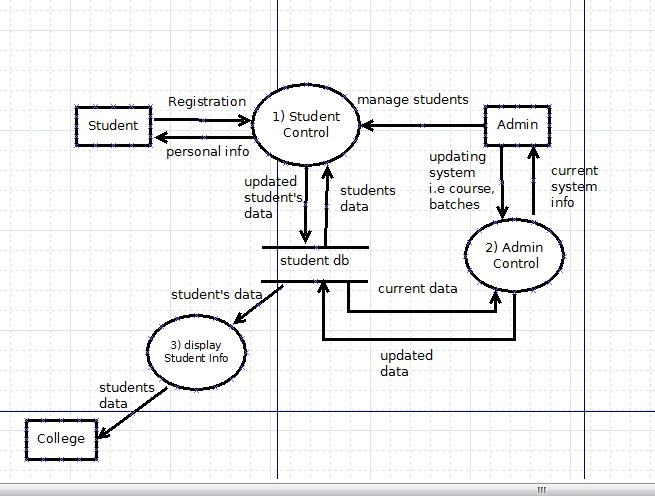 Registration
manage students
1) Student
Control
Student
Admin
personal info
updating
system
i.e course,
batches
current
system
info
updated
student's
data
students
data
2) Admin
Control
student db
student's data
current data
3) display
Student Info
updated
data
students
data
College